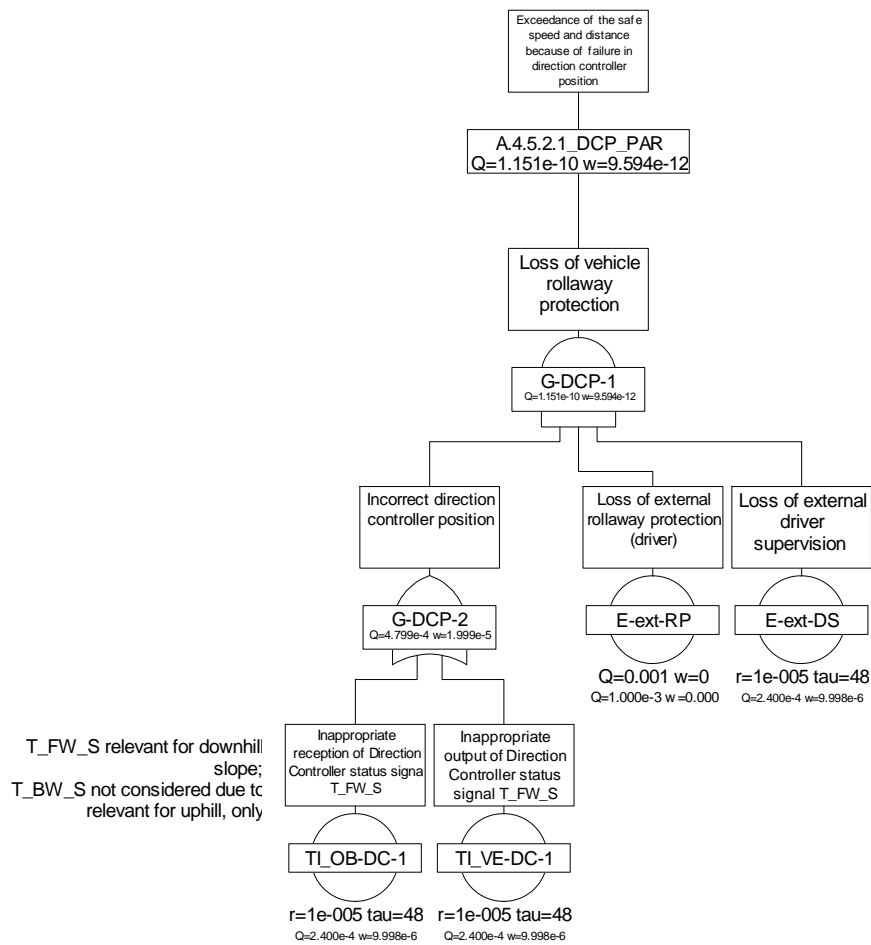 Exceedance of the safe
speed and distance
because of failure in
direction controller
position
A.4.5.2.1_DCP_PAR
Q=1.151e-10 w=9.594e-12
Loss of vehicle
rollaway
protection
G-DCP-1
Q=1.151e-10 w=9.594e-12
Incorrect direction
controller position
Loss of external
rollaway protection
(driver)
Loss of external
driver
supervision
G-DCP-2
Q=4.799e-4 w=1.999e-5
E-ext-RP
E-ext-DS
Q=0.001 w=0
Q=1.000e-3 w=0.000
r=1e-005 tau=48
Q=2.400e-4 w=9.998e-6
T_FW_S relevant for downhill
slope;
T_BW_S not considered due to
relevant for uphill, only
Inappropriate
reception of Direction
Controller status signa
T_FW_S
Inappropriate
output of Direction
Controller status
signal T_FW_S
TI_OB-DC-1
TI_VE-DC-1
r=1e-005 tau=48
Q=2.400e-4 w=9.998e-6
r=1e-005 tau=48
Q=2.400e-4 w=9.998e-6